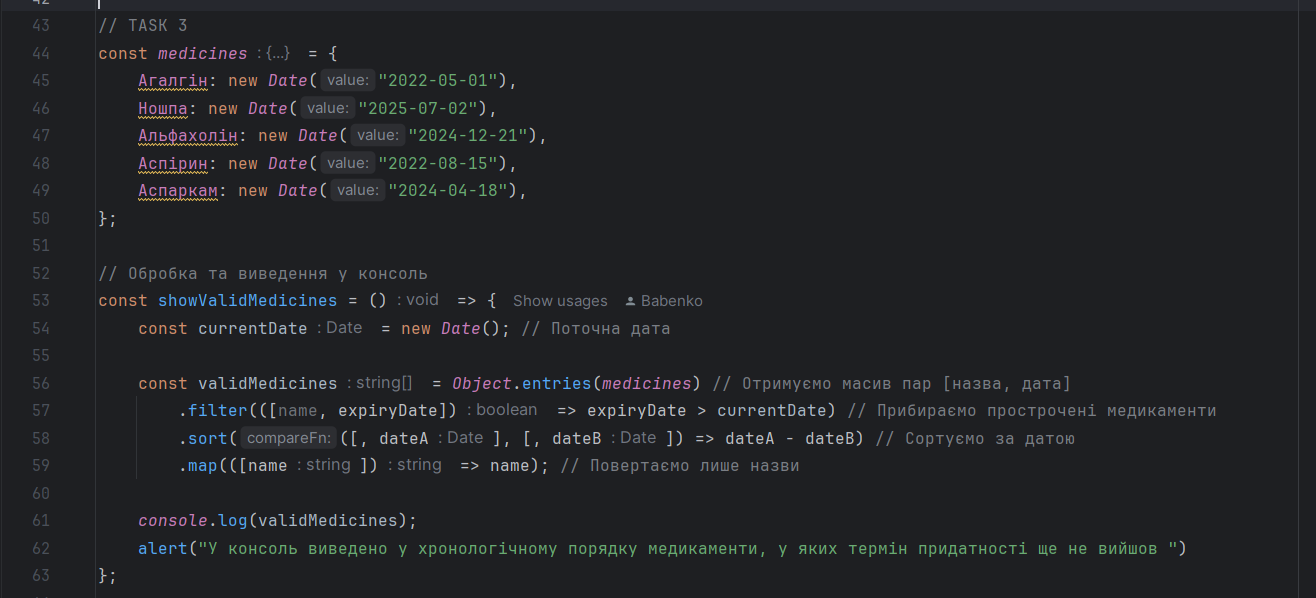 42
43 // TASK 3
44 const medicines : {...} = {
45 Агалгін: new Date( value: "2022-05-01"),
46 Ношпа: new Date( value: "2025-07-02"),
47 Альфахолін: new Date( value: "2024-12-21"),
48 Аспірин: new Date( value: "2022-08-15"),
49 Аспаркам: new Date( value: "2024-04-18"),
50 };
51
52 // Обробка та виведення у консоль
53 const showValidMedicines = () : void => { Show usages Babenko
54 const currentDate : Date = new Date(); // Поточна дата
55
56 const validMedicines : string[] = Object.entries(medicines) // Отримуємо масив пар [назва, дата]
57 .filter(([name, expiryDate]) : boolean => expiryDate > currentDate) // Прибираємо прострочені медикаменти
58 .sort( compareFn: ([, dateA : Date ], [, dateB : Date ]) => dateA - dateB) // Сортуємо за датою
59 .map(([name : string ]) : string => name); // Повертаємо лише назви
60
61 console.log(validMedicines);
62 alert("У консоль виведено у хронологічному порядку медикаменти, у яких термін придатності ще не вийшов ")
63 };